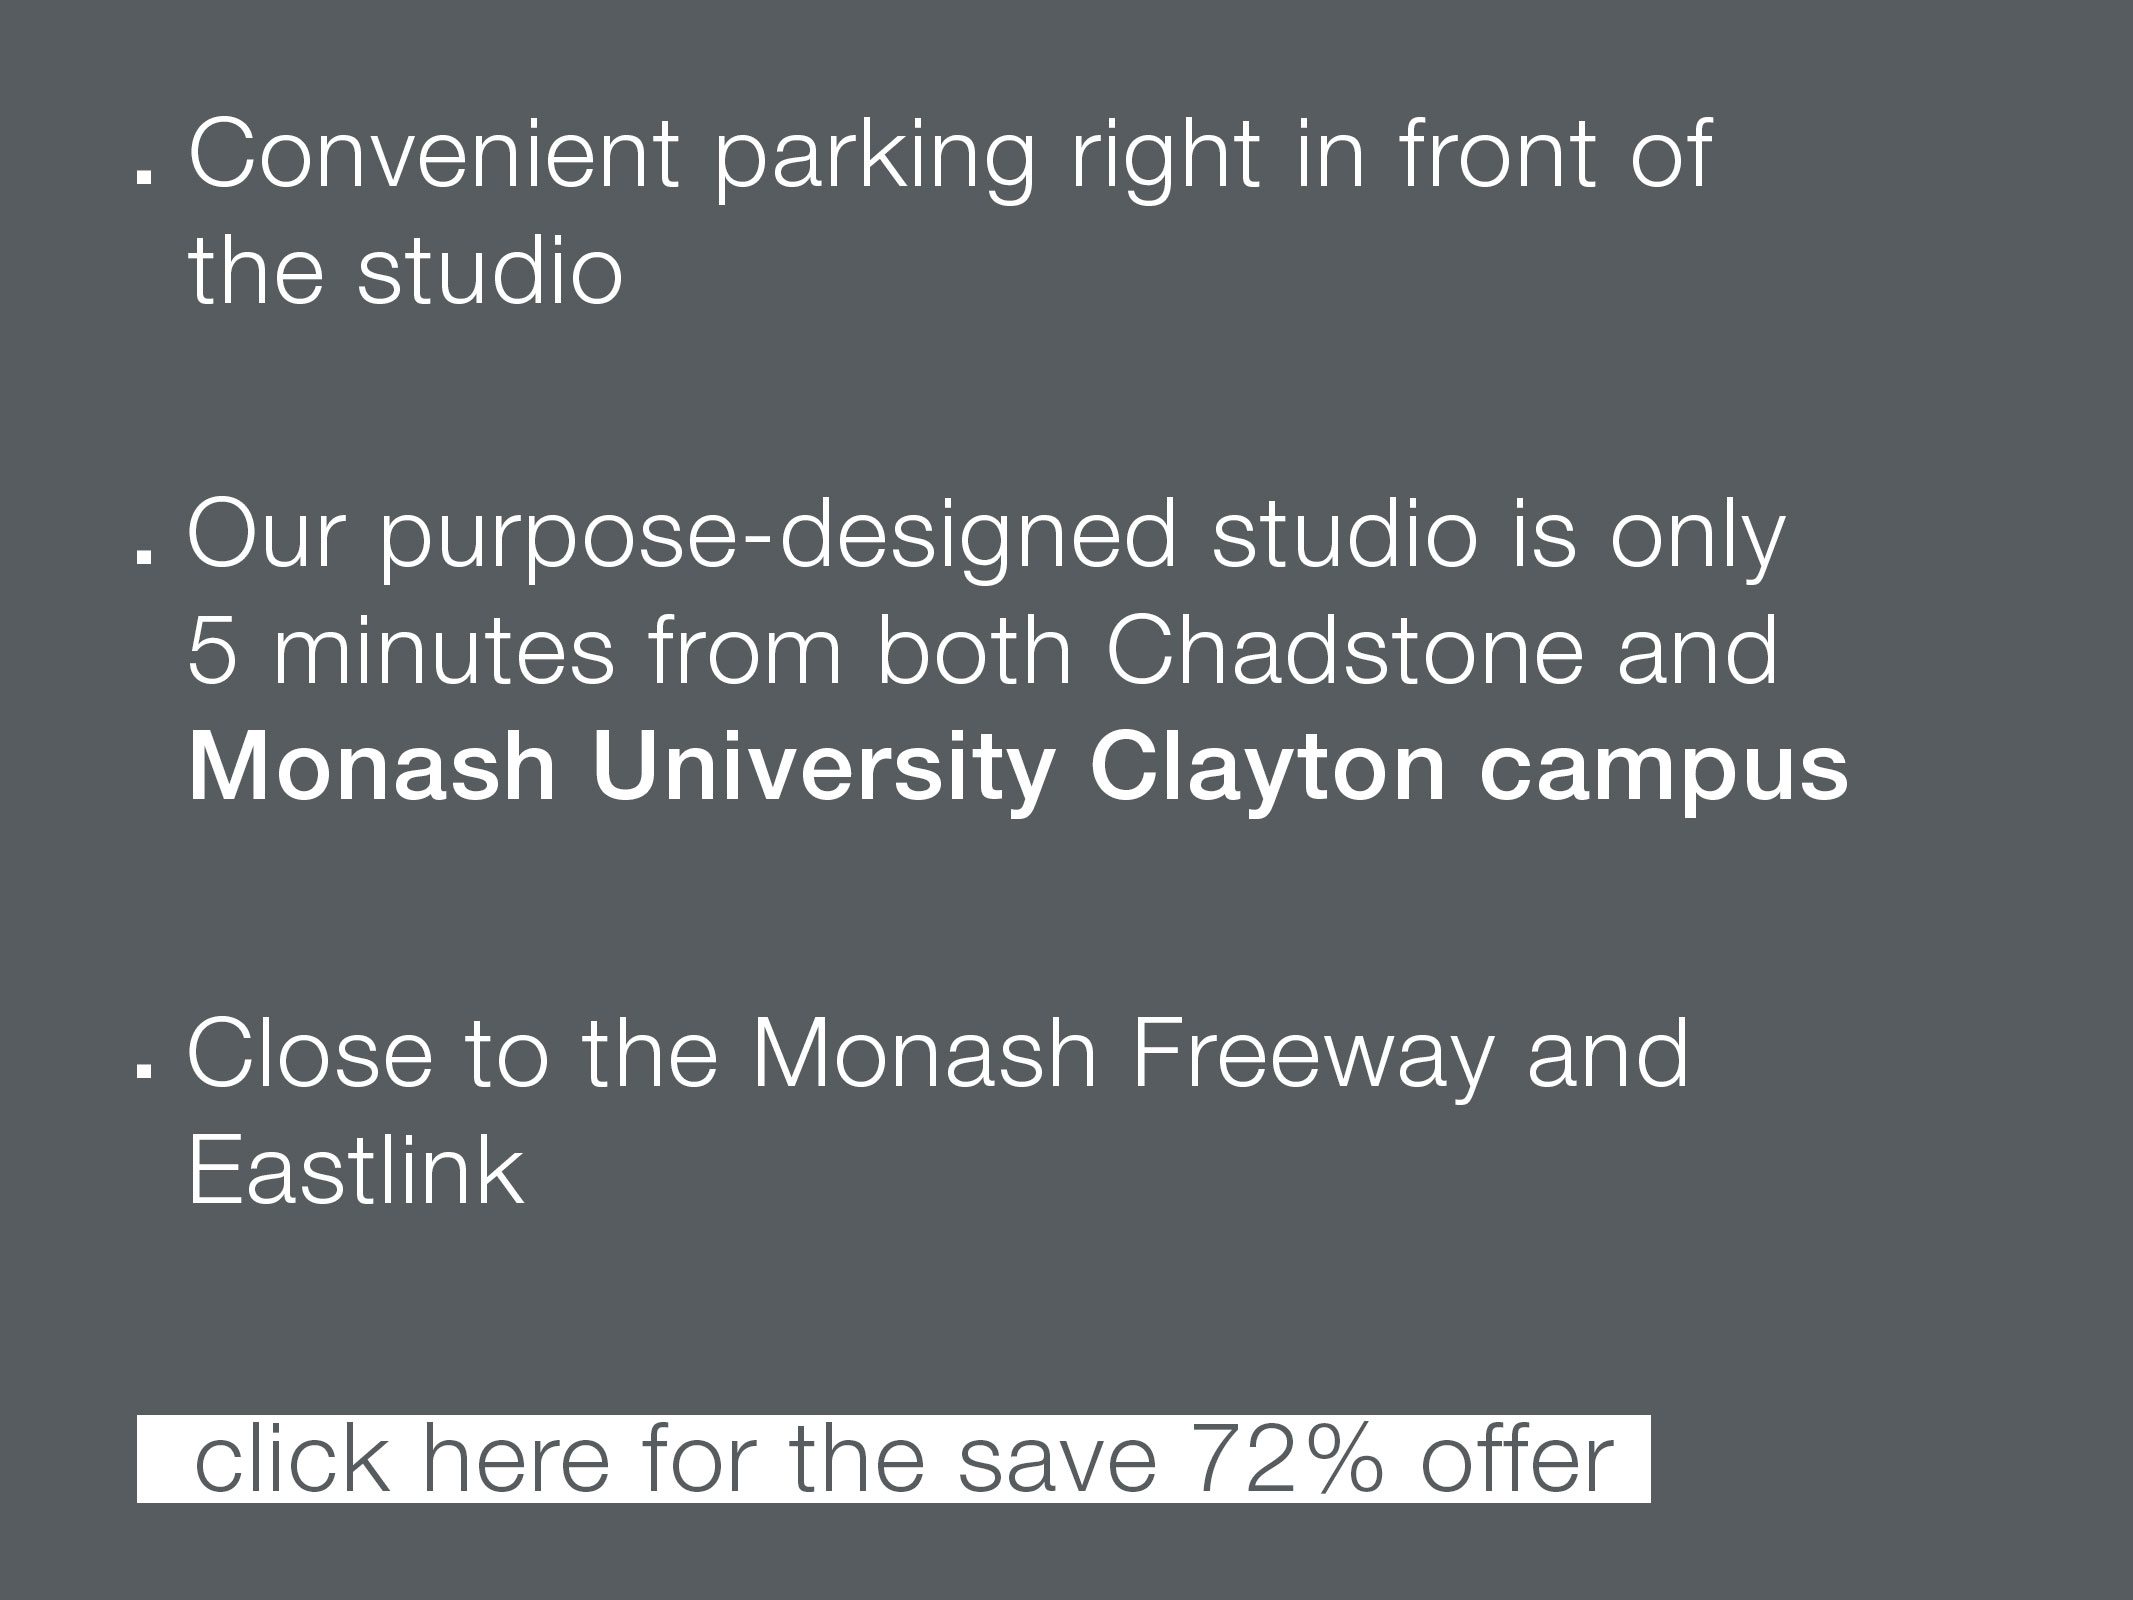 ▪ Convenient parking right in front of
the studio
▪ Our purpose-designed studio is only
5 minutes from both Chadstone and
Monash University Clayton campus
▪ Close to the Monash Freeway and
Eastlink
click here for the save 72% offer